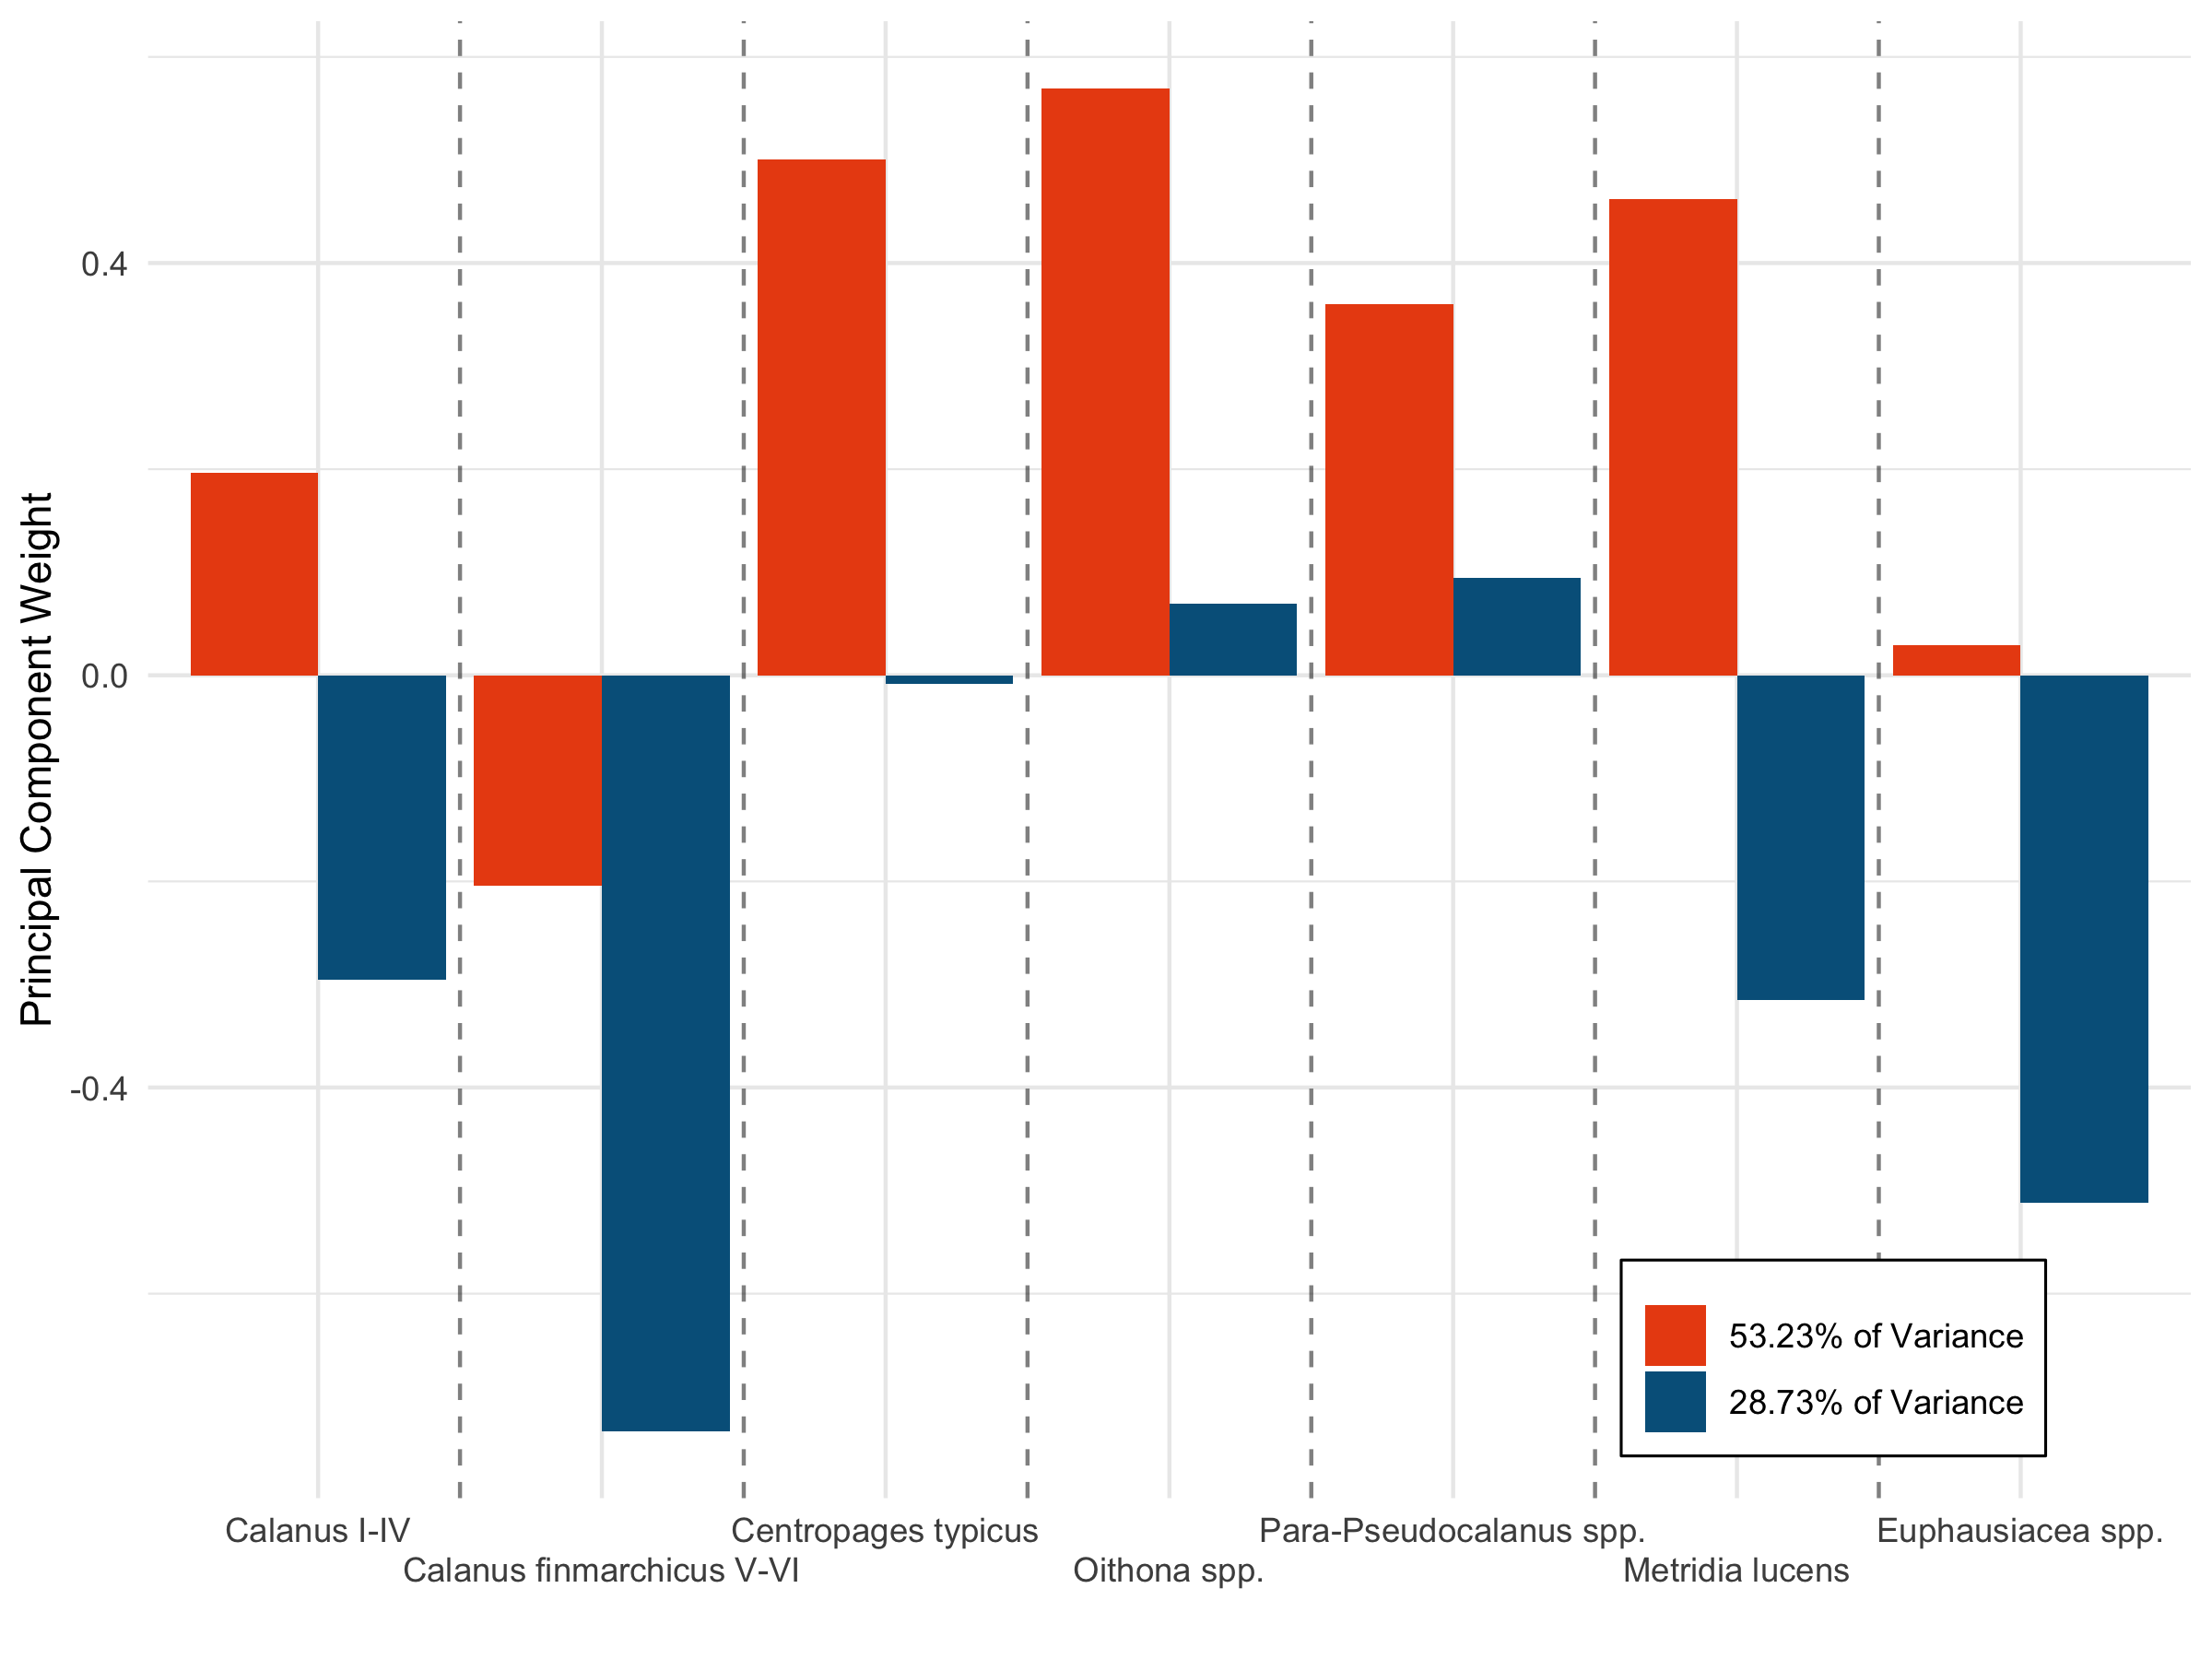 Principal Component Weight
0.4
0.0
-0.4
53.23% of Variance
28.73% of Variance
Calanus I-IV
Calanus finmarchicus V-VI
Centropages typicus
Oithona spp.
Para-Pseudocalanus spp.
Metridia lucens
Euphausiacea spp.